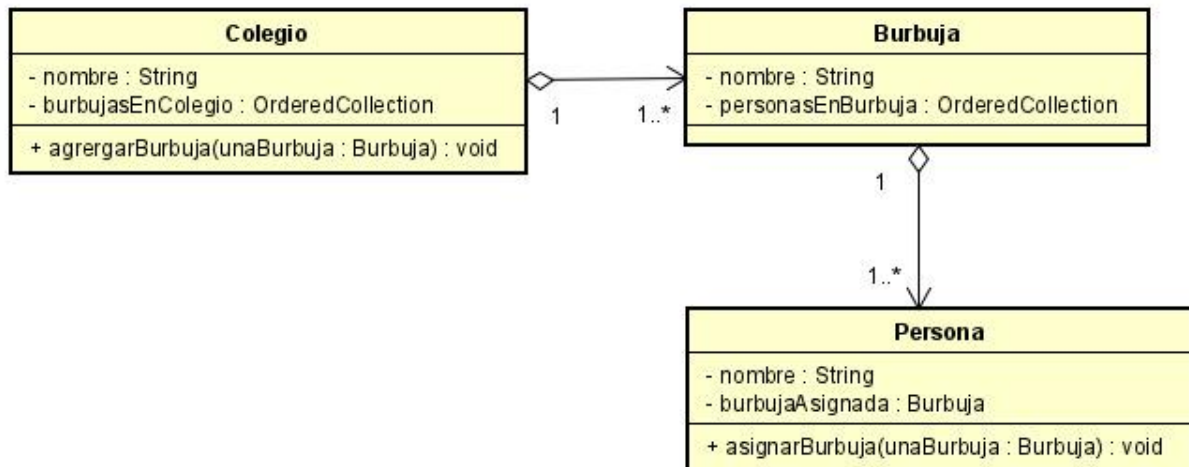 Colegio
- nombre : String
- burbujasEnColegio : OrderedCollection
+ agrergarBurbuja(unaBurbuja : Burbuja) : void
1
1..*
Burbuja
- nombre : String
- personasEnBurbuja : OrderedCollection
1
1..*
Persona
- nombre : String
- burbujaAsignada : Burbuja
+ asignarBurbuja(unaBurbuja : Burbuja) : void